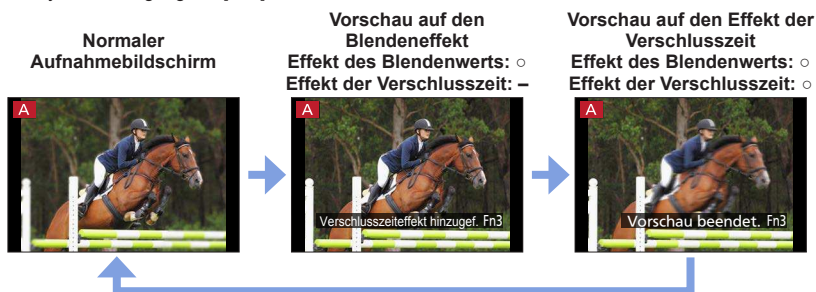 Normaler
Aufnahmebildschirm
Vorschau auf den
Blendeneffekt
Effekt des Blendenwerts: ○
Effekt der Verschlusszeit: –
Vorschau auf den Effekt der
Verschlusszeit
Effekt des Blendenwerts: ○
Effekt der Verschlusszeit: ○
A
A
Verschlusszeiteffekt hinzugef. Fn3
A
Vorschau beendet. Fn3